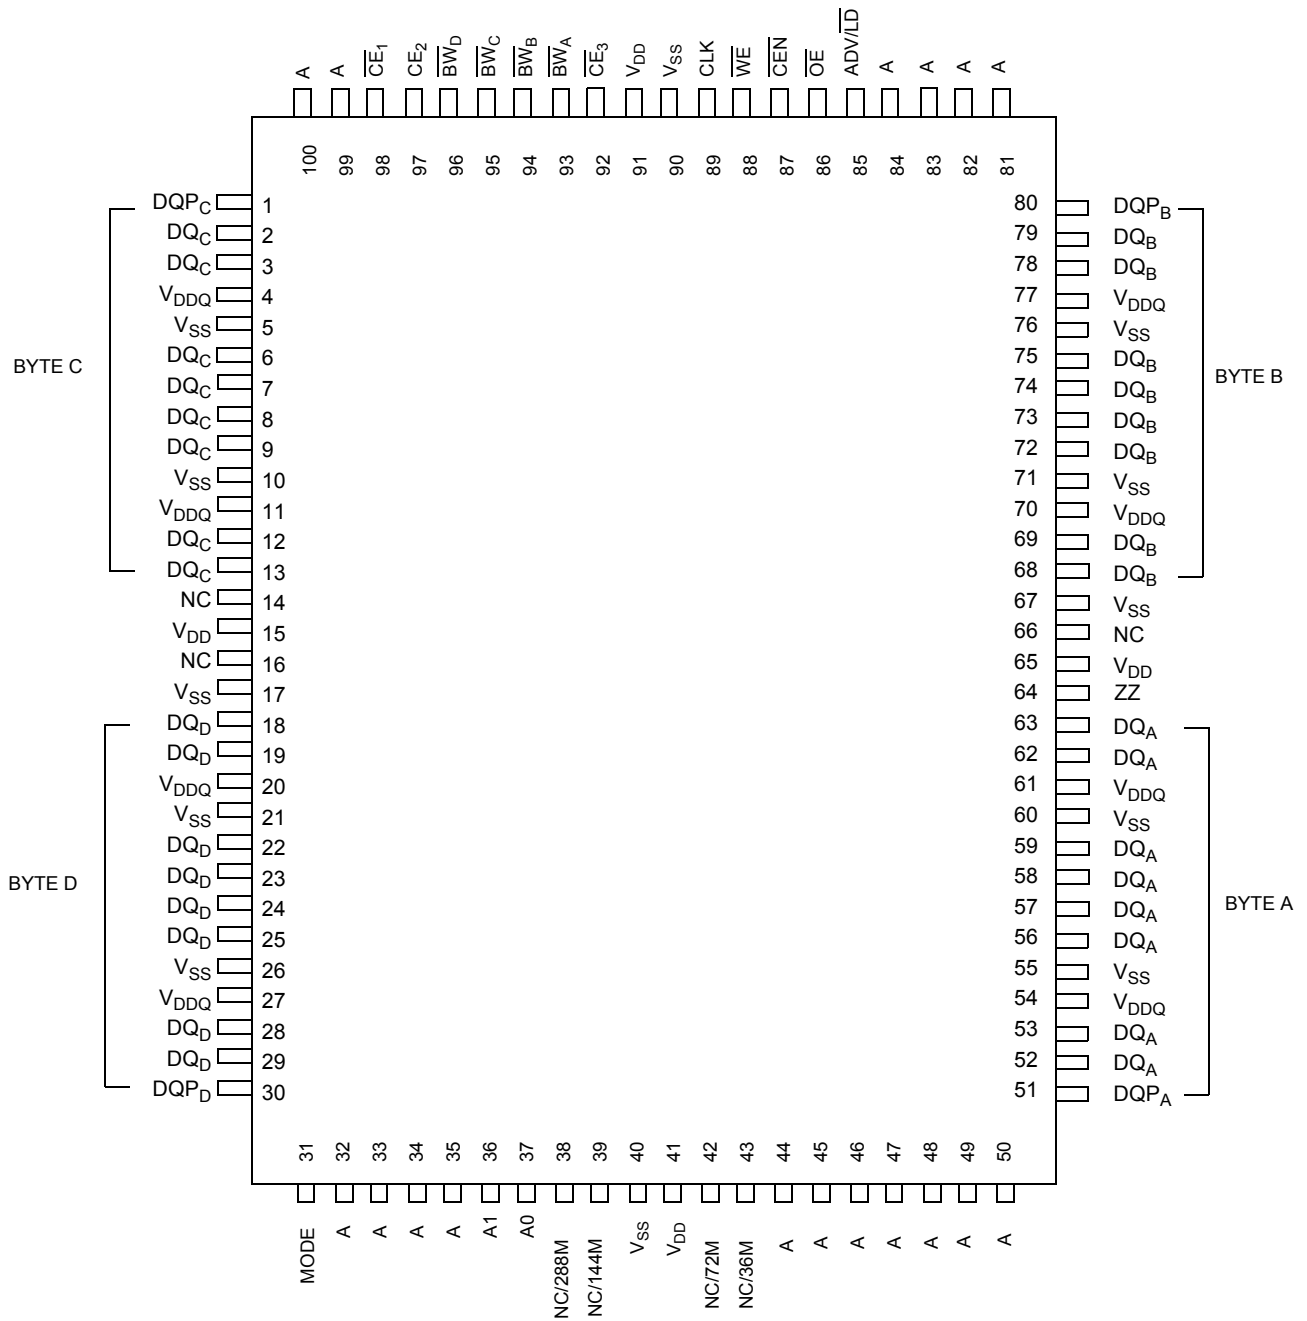 A
A
CE1
CE2
BWD
BWC
BWB
BWA
CE3
VDD
VSS
CLK
WE
CEN
OE
ADV/LD
A
A
A
A
100
99
98
97
96
95
94
93
92
91
90
89
88
87
86
85
84
83
82
81
BYTE C
DQPC 1
DQC 2
DQC 3
VDDQ 4
VSS 5
DQC 6
DQC 7
DQC 8
DQC 9
VSS 10
VDDQ 11
DQC 12
DQC 13
NC 14
VDD 15
NC 16
VSS 17
BYTE D
DQD 18
DQD 19
VDDQ 20
VSS 21
DQD 22
DQD 23
DQD 24
DQD 25
VSS 26
VDDQ 27
DQD 28
DQD 29
DQPD 30
80 DQPB
79 DQB
78 DQB
77 VDDQ
76 VSS
75 DQB
74 DQB
73 DQB
72 DQB
71 VSS
70 VDDQ
69 DQB
68 DQB
BYTE B
67 VSS
66 NC
65 VDD
64 ZZ
63 DQA
62 DQA
61 VDDQ
60 VSS
59 DQA
58 DQA
57 DQA
56 DQA
55 VSS
54 VDDQ
53 DQA
52 DQA
51 DQPA
BYTE A
31
32
33
34
35
36
37
38
39
40
41
42
43
44
45
46
47
48
49
50
MODE
A
A
A
A
A1
A0
NC/288M
NC/144M
VSS
VDD
NC/72M
NC/36M
A
A
A
A
A
A
A